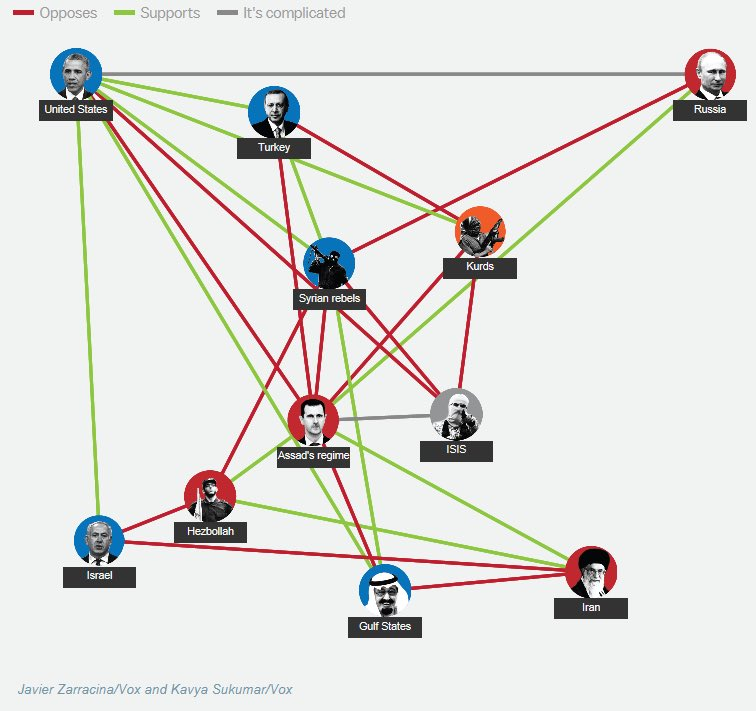 Opposes Supports It's complicated
United States
Russia
Turkey
Kurds
Syrian rebels
ISIS
Assad's regime
Hezbollah
Israel
Iran
Gulf States
Javier Zarracina/Vox and Kavya Sukumar/Vox